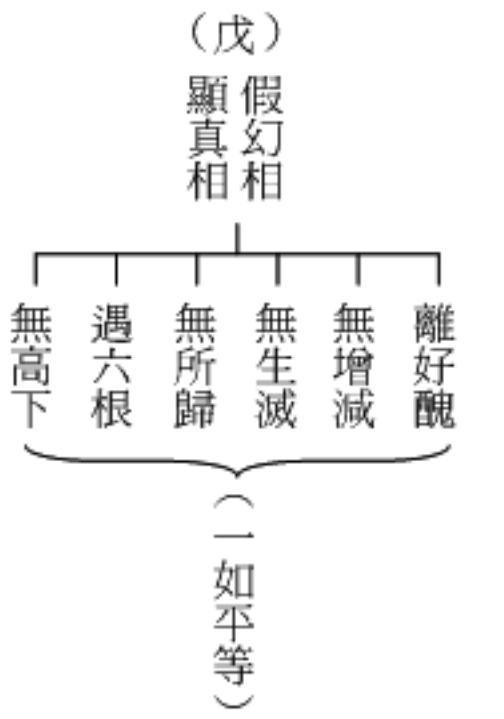 （戊）
假幻相
顯真相
離好醜
無增減
無生滅
無所歸
遇六根
無高下
（一如平等）